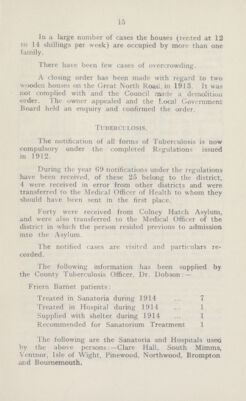 15
In a large number of cases the houses (rented at 12
to 14 shillings per week) are occupied by more than one
family.
There have been few cases of overcrowding.
A closing order has been made with regard to two
wooden houses on the Great North Road in 1913. It was
not complied with and the Council made a demolition
order. The owner appealed and the Local Government
Board held an enquiry and confirmed the order.
TUBERCULOSIS.
The notification of all forms of Tuberculosis is now
compulsory under the completed Regulations issued
in 1912.
During the year 69 notifications under the regulations
have been received, of these 25 belong to the district,
4 were received in error from other districts and were
transferred to the Medical Officer of Health to whom they
should have been sent in the first place.
Forty were received from Colney Hatch Asylum,
and were also transferred to the Medical Officer of the
district in which the person resided previous to admission
into the Asylum.
The notified cases are visited and particulars re-
corded.
The following information has been supplied by
the County Tuberculosis Officer, Dr. Dobson:—
Friern Barnet patients:
Treated in Sanatoria during 1914 ... 7
Treated in Hospital during 1914 ... 1
Supplied with shelter during 1914 ... 1
Recommended for Sanatorium Treatment 1
The following are the Sanatoria and Hospitals used
by the above persons:—Clare Hall, South Mimms,
Ventnor, Isle of Wight, Pinewood, Northwood, Brompton
and Bournemouth.